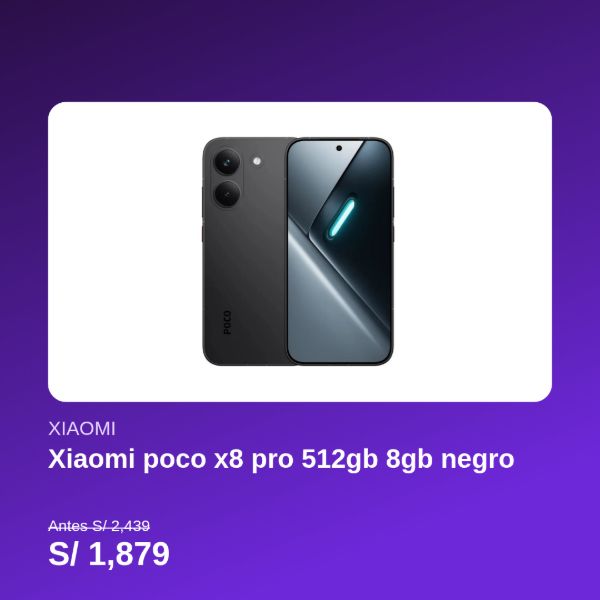 POCO
XIAOMI
Xiaomi poco x8 pro 512gb 8gb negro
Antes S/ 2,439
S/ 1,879